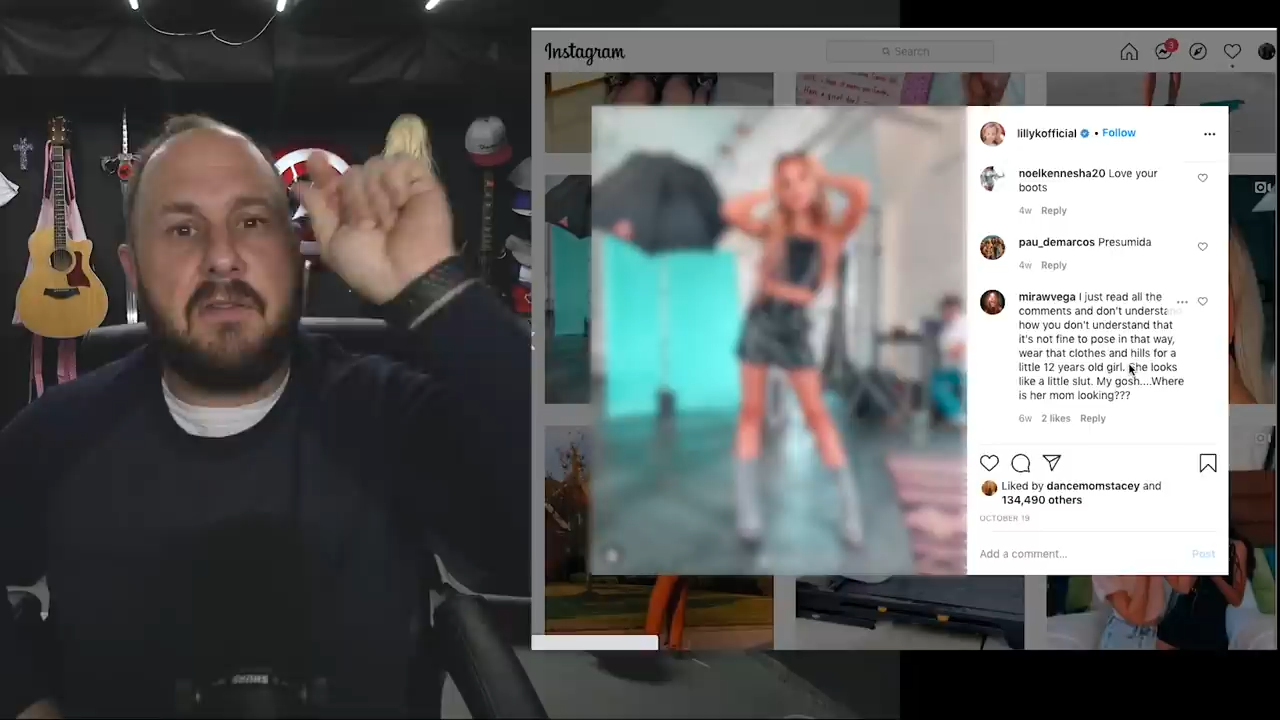 Instagram
Search
3
lillykofficial • Follow
noelkennesha20 Love your
boots
4w Reply
pau_demarcos Presumida
4w Reply
mirawvega I just read all the
comments and don't understand
how you don't understand that
it's not fine to pose in that way,
wear that clothes and hills for a
little 12 years old girl. She looks
like a little slut. My gosh....Where
is her mom looking???
6w 2 likes Reply
Liked by dancemomstacey and
134,490 others
OCTOBER 19
Add a comment... Post